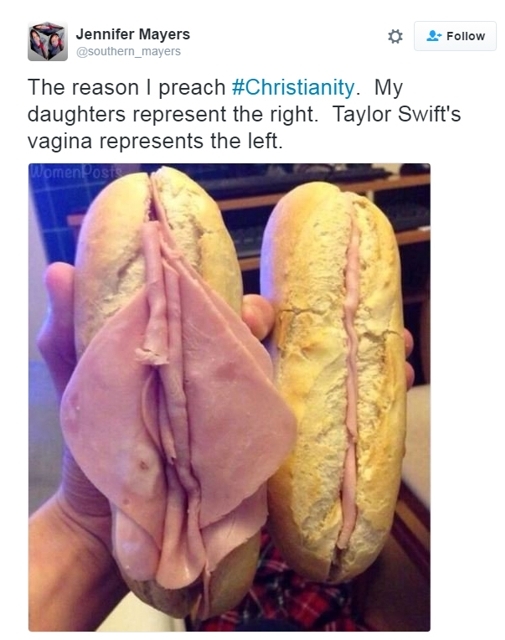 Jennifer Mayers
@southern_mayers
Follow
The reason I preach #Christianity. My
daughters represent the right. Taylor Swift's
vagina represents the left.
WomenPosts